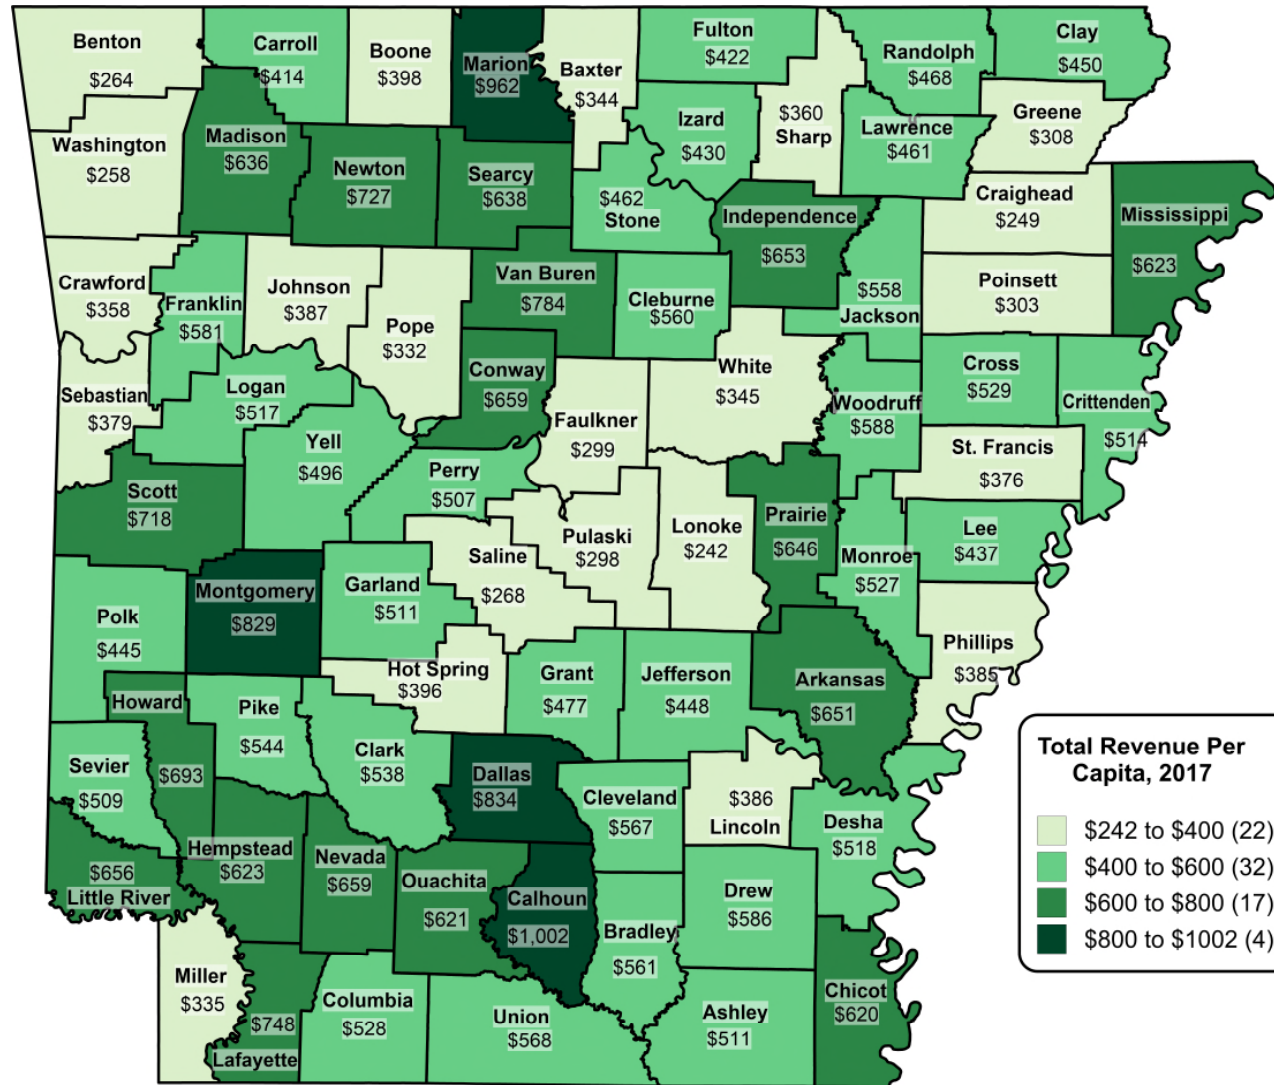 Benton
$264
Carroll
$414
Boone
$398
Marion
$962
Baxter
$344
Fulton
$422
Randolph
$468
Clay
$450
Washington
$258
Madison
$636
Newton
$727
Searcy
$638
Izard
$430
$360
Sharp
Lawrence
$461
Greene
$308
$462
Stone
Independence
$653
Craighead
$249
Mississippi
$623
Crawford
$358
Franklin
$581
Johnson
$387
Pope
$332
Van Buren
$784
Cleburne
$560
$558
Jackson
Poinsett
$303
Sebastian
$379
Logan
$517
Conway
$659
White
$345
Woodruff
$588
Cross
$529
Crittenden
$514
Yell
$496
Faulkner
$299
St. Francis
$376
Scott
$718
Perry
$507
Pulaski
$298
Lonoke
$242
Prairie
$646
Monroe
$527
Lee
$437
Polk
$445
Montgomery
$829
Garland
$511
Saline
$268
Hot Spring
$396
Grant
$477
Jefferson
$448
Arkansas
$651
Phillips
$385
Howard
$693
Pike
$544
Clark
$538
Sevier
$509
Dallas
$834
Cleveland
$567
$386
Lincoln
Desha
$518
$656
Little River
Hempstead
$623
Nevada
$659
Ouachita
$621
Calhoun
$1,002
Bradley
$561
Drew
$586
Miller
$335
$748
Lafayette
Columbia
$528
Union
$568
Ashley
$511
Chicot
$620
Total Revenue Per
Capita, 2017
$242 to $400 (22)
$400 to $600 (32)
$600 to $800 (17)
$800 to $1002 (4)